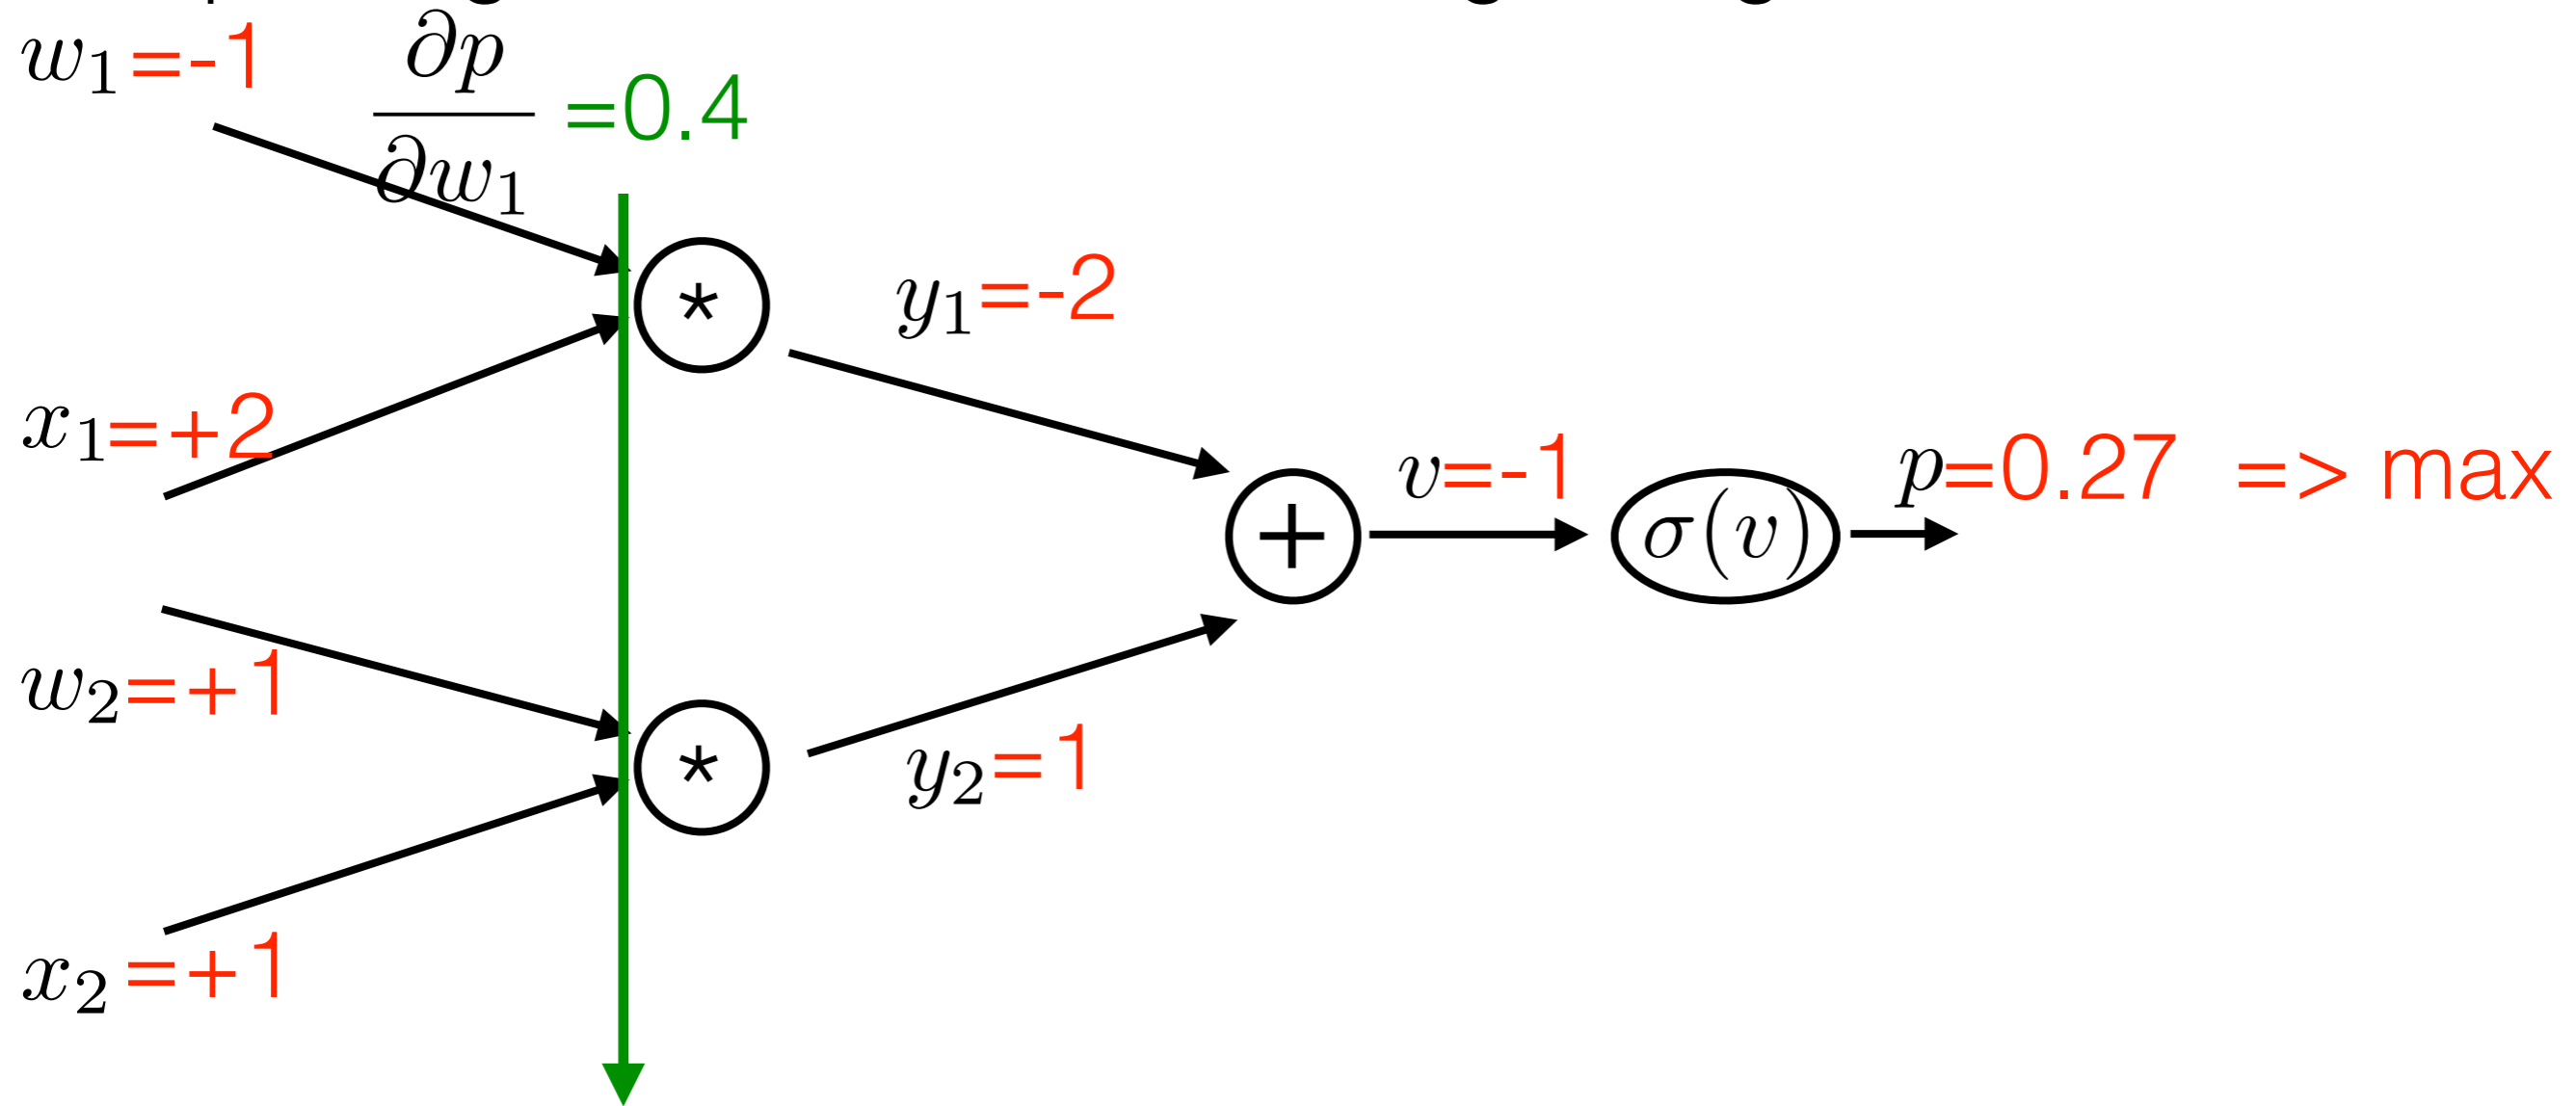 w₁=-1
∂p/∂w₁ =0.4
*
y₁=-2
x₁=+2
+
v=-1
σ(v)
p=0.27 => max
w₂=+1
*
y₂=1
x₂=+1